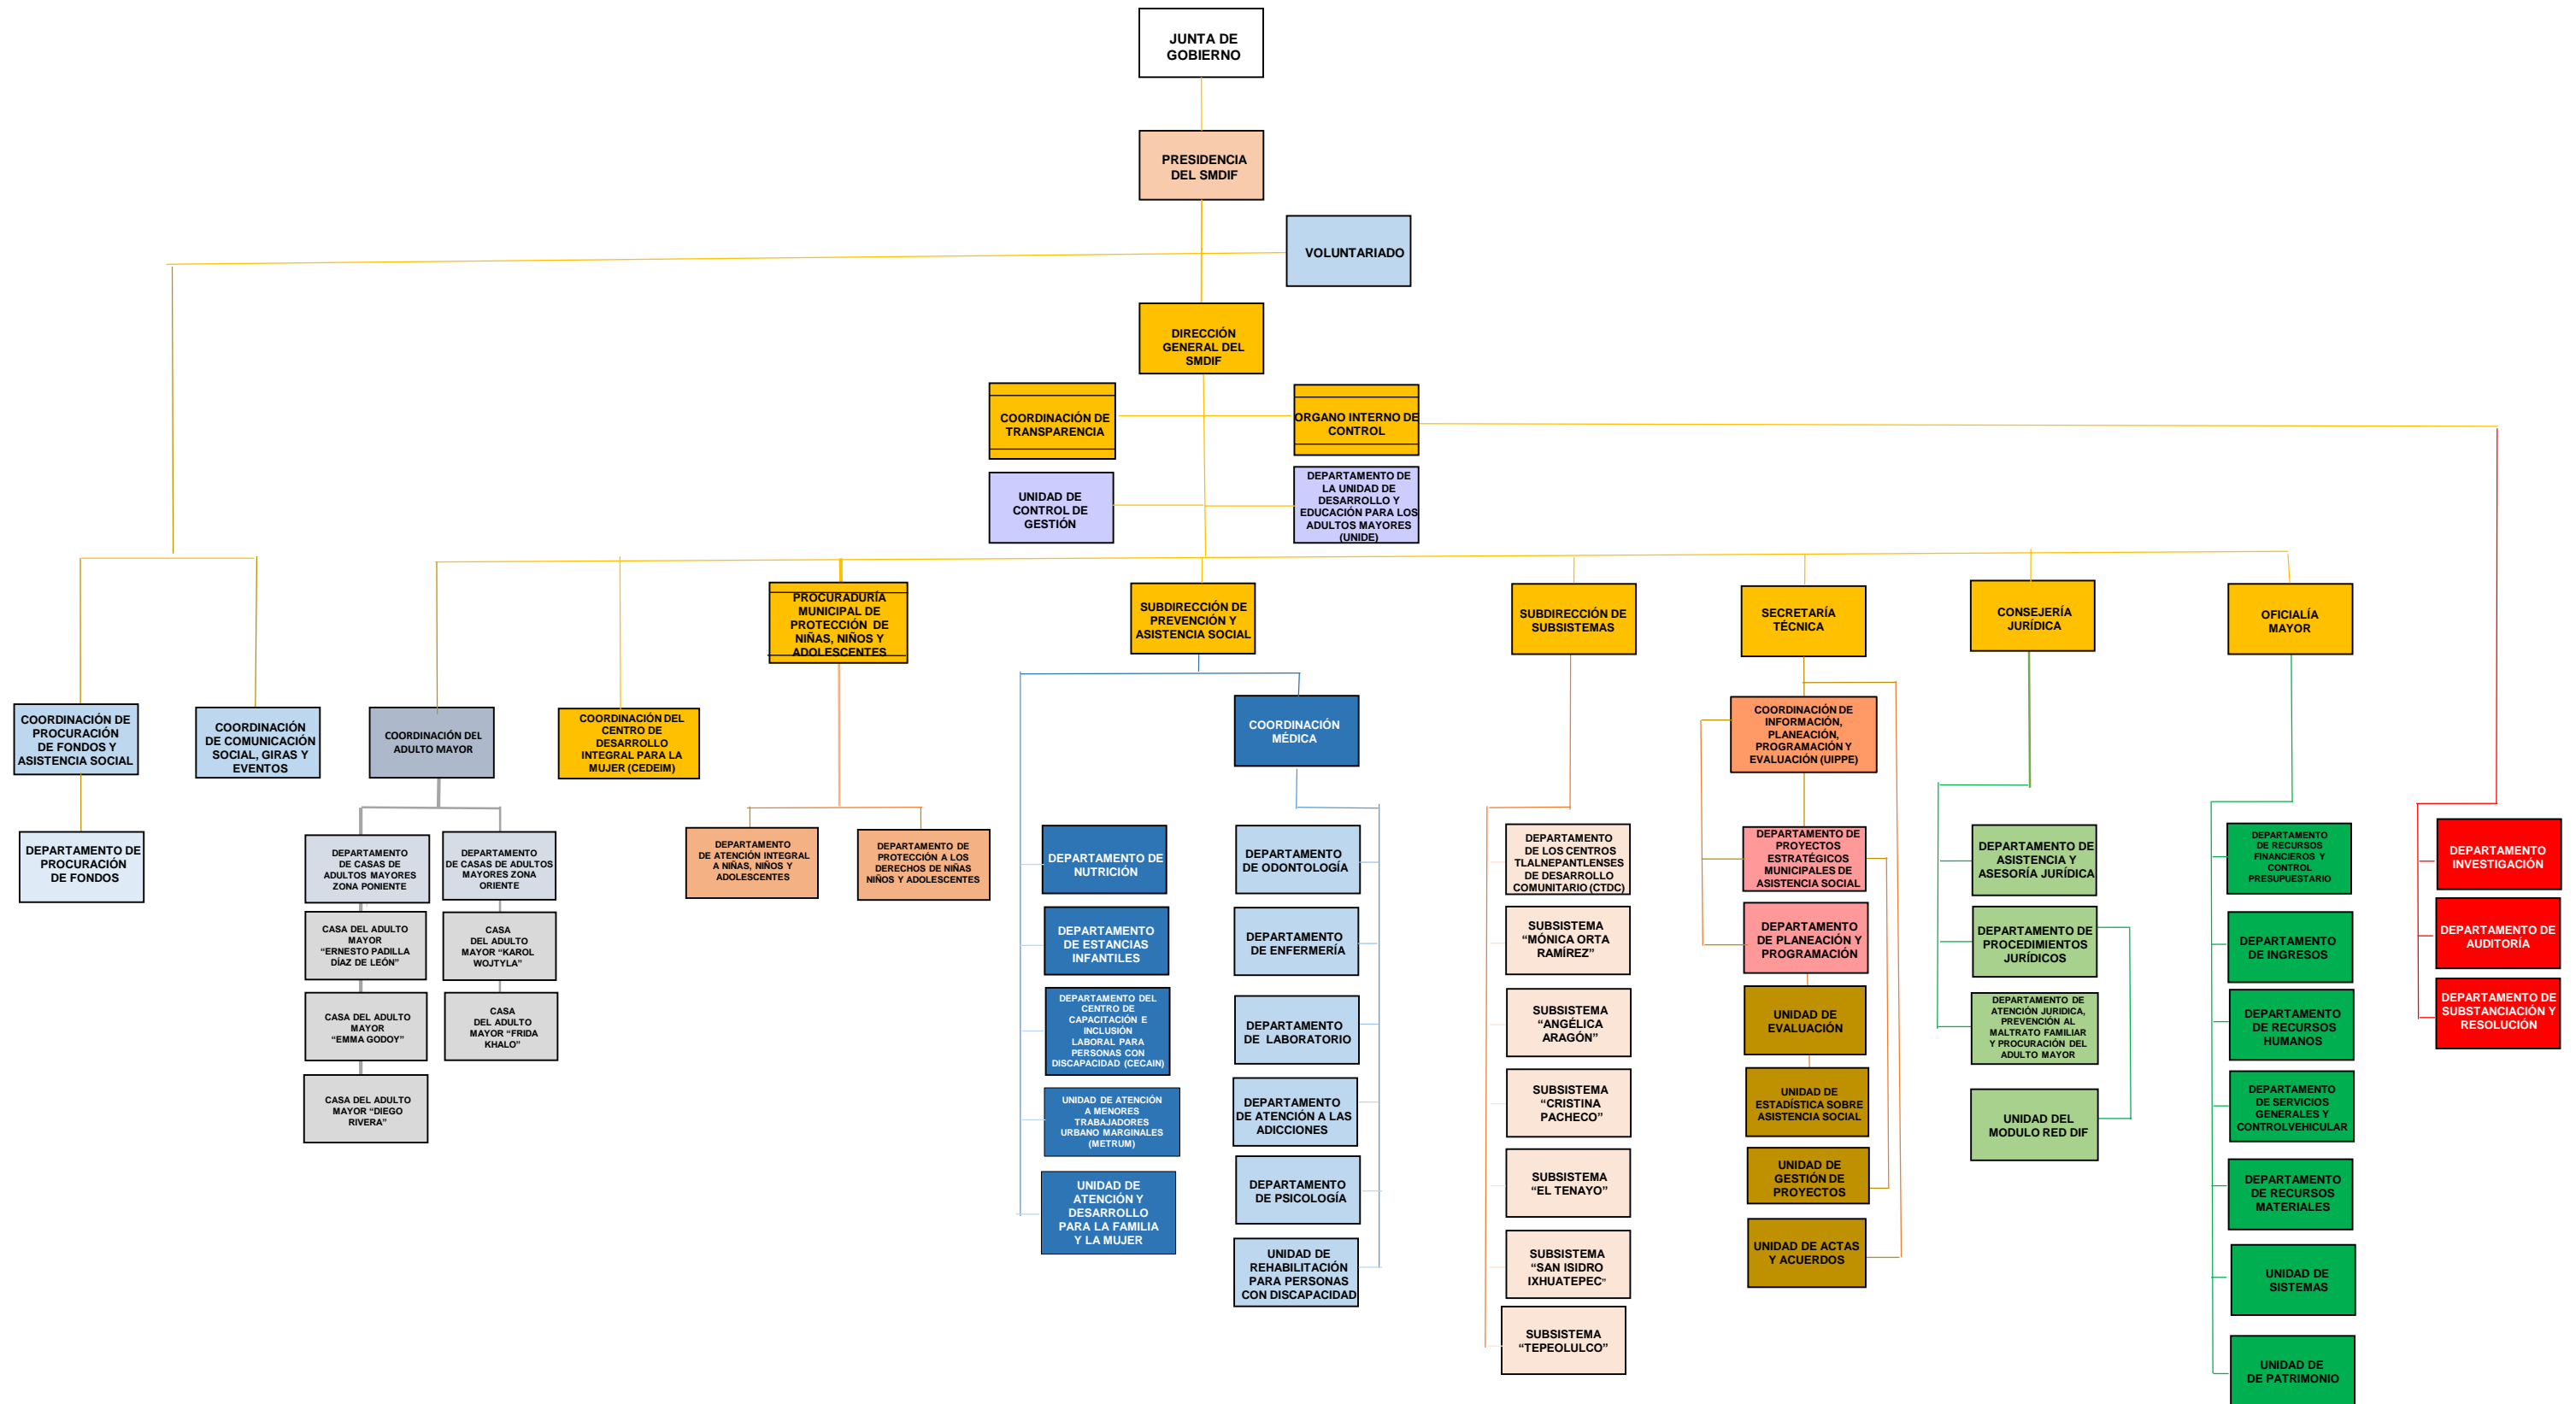 JUNTA DE
GOBIERNO
PRESIDENCIA
DEL SMDIF
VOLUNTARIADO
DIRECCIÓN
GENERAL DEL
SMDIF
COORDINACIÓN DE
TRANSPARENCIA
ORGANO INTERNO DE
CONTROL
UNIDAD DE
CONTROL DE
GESTIÓN
DEPARTAMENTO DE
LA UNIDAD DE
DESARROLLO Y
EDUCACIÓN PARA LOS
ADULTOS MAYORES
(UNIDE)
PROCURADURÍA
MUNICIPAL DE
PROTECCIÓN DE
NIÑAS, NIÑOS Y
ADOLESCENTES
SUBDIRECCIÓN DE
PREVENCIÓN Y
ASISTENCIA SOCIAL
SUBDIRECCIÓN DE
SUBSISTEMAS
SECRETARÍA
TÉCNICA
CONSEJERÍA
JURÍDICA
OFICIALÍA
MAYOR
COORDINACIÓN DE
PROCURACIÓN
DE FONDOS Y
ASISTENCIA SOCIAL
COORDINACIÓN
DE COMUNICACIÓN
SOCIAL, GIRAS Y
EVENTOS
COORDINACIÓN DEL
ADULTO MAYOR
COORDINACIÓN DEL
CENTRO DE
DESARROLLO
INTEGRAL PARA LA
MUJER (CEDEIM)
COORDINACIÓN
MÉDICA
COORDINACIÓN DE
INFORMACIÓN,
PLANEACIÓN,
PROGRAMACIÓN Y
EVALUACIÓN (UIPPE)
DEPARTAMENTO DE
PROCURACIÓN
DE FONDOS
DEPARTAMENTO
DE CASAS DE
ADULTOS MAYORES
ZONA PONIENTE
CASA DEL ADULTO
MAYOR
“ERNESTO PADILLA
DÍAZ DE LEÓN”
CASA DEL ADULTO
MAYOR
“EMMA GODOY”
CASA DEL ADULTO
MAYOR “DIEGO
RIVERA”
DEPARTAMENTO
DE CASAS DE ADULTOS
MAYORES ZONA
ORIENTE
CASA
DEL ADULTO
MAYOR “KAROL
WOJTYLA”
CASA
DEL ADULTO
MAYOR “FRIDA
KHALO”
DEPARTAMENTO
DE ATENCIÓN INTEGRAL
A NIÑAS, NIÑOS Y
ADOLESCENTES
DEPARTAMENTO DE
PROTECCIÓN A LOS
DERECHOS DE NIÑAS
NIÑOS Y ADOLESCENTES
DEPARTAMENTO DE
NUTRICIÓN
DEPARTAMENTO
DE ESTANCIAS
INFANTILES
DEPARTAMENTO DEL
CENTRO DE
CAPACITACIÓN E
INCLUSIÓN
LABORAL PARA
PERSONAS CON
DISCAPACIDAD (CECAIN)
UNIDAD DE ATENCIÓN
A MENORES
TRABAJADORES
URBANO MARGINALES
(METRUM)
UNIDAD DE
ATENCIÓN Y
DESARROLLO
PARA LA FAMILIA
Y LA MUJER
DEPARTAMENTO
DE ODONTOLOGÍA
DEPARTAMENTO
DE ENFERMERÍA
DEPARTAMENTO
DE LABORATORIO
DEPARTAMENTO
DE ATENCIÓN A LAS
ADICCIONES
DEPARTAMENTO
DE PSICOLOGÍA
UNIDAD DE
REHABILITACIÓN
PARA PERSONAS
CON DISCAPACIDAD
DEPARTAMENTO
DE LOS CENTROS
TLALNEPANTLENSES
DE DESARROLLO
COMUNITARIO (CTDC)
SUBSISTEMA
“MÓNICA ORTA
RAMÍREZ”
SUBSISTEMA
“ANGÉLICA
ARAGÓN”
SUBSISTEMA
“CRISTINA
PACHECO”
SUBSISTEMA
“EL TENAYO”
SUBSISTEMA
“SAN ISIDRO
IXHUATEPEC”
SUBSISTEMA
“TEPEOLULCO”
DEPARTAMENTO DE
PROYECTOS
ESTRATÉGICOS
MUNICIPALES DE
ASISTENCIA SOCIAL
DEPARTAMENTO
DE PLANEACIÓN Y
PROGRAMACIÓN
UNIDAD DE
EVALUACIÓN
UNIDAD DE
ESTADÍSTICA SOBRE
ASISTENCIA SOCIAL
UNIDAD DE
GESTIÓN DE
PROYECTOS
UNIDAD DE ACTAS
Y ACUERDOS
DEPARTAMENTO DE
ASISTENCIA Y
ASESORÍA JURÍDICA
DEPARTAMENTO DE
PROCEDIMIENTOS
JURÍDICOS
DEPARTAMENTO DE
ATENCIÓN JURIDICA,
PREVENCIÓN AL
MALTRATO FAMILIAR
Y PROCURACIÓN DEL
ADULTO MAYOR
UNIDAD DEL
MODULO RED DIF
DEPARTAMENTO
DE RECURSOS
FINANCIEROS Y
CONTROL
PRESUPUESTARIO
DEPARTAMENTO
DE INGRESOS
DEPARTAMENTO
DE RECURSOS
HUMANOS
DEPARTAMENTO
DE SERVICIOS
GENERALES Y
CONTROLVEHICULAR
DEPARTAMENTO
DE RECURSOS
MATERIALES
UNIDAD DE
SISTEMAS
UNIDAD DE
DE PATRIMONIO
DEPARTAMENTO
INVESTIGACIÓN
DEPARTAMENTO DE
AUDITORÍA
DEPARTAMENTO DE
SUBSTANCIACIÓN Y
RESOLUCIÓN